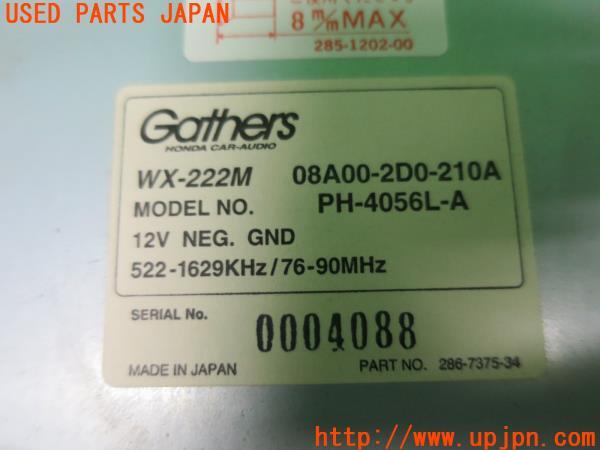 USED PARTS JAPAN
8 m/m MAX
285-1202-00
Gathers
HONDA CAR-AUDIO
WX-222M 08A00-2D0-210A
MODEL NO. PH-4056L-A
12V NEG. GND
522-1629KHz/76-90MHz
SERIAL No. 0004088
MADE IN JAPAN PART NO. 286-7375-34
UPJ
http://www.upjpn.com